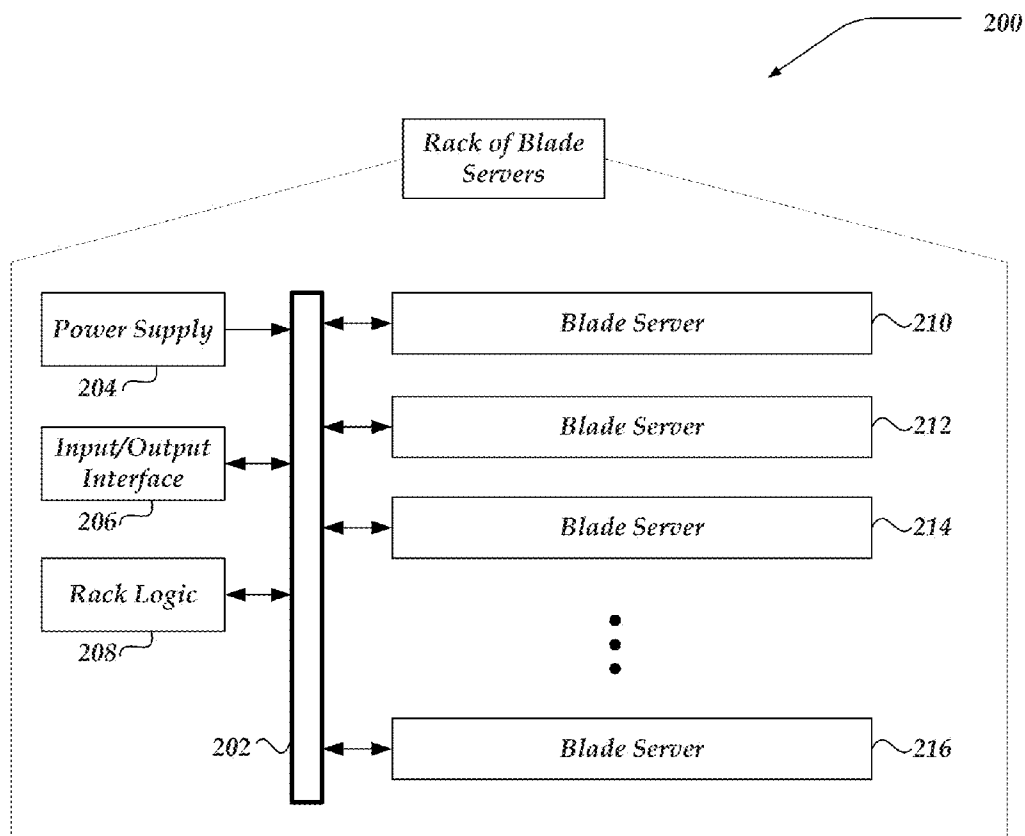 200
Rack of Blade
Servers
Power Supply
204
Input/Output
Interface
206
Rack Logic
208
202
Blade Server
210
Blade Server
212
Blade Server
214
Blade Server
216